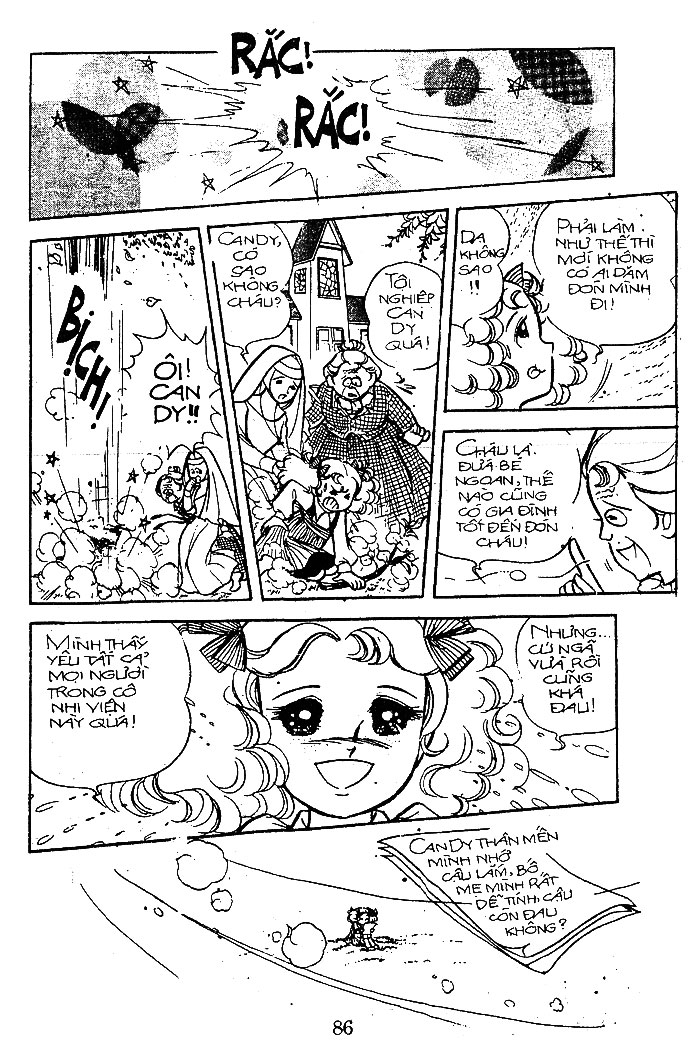 RẮC!
RẮC!
BỊCH!
ÔI!
CAN
DY!!
CANDY,
CÓ
SAO
KHÔNG
CHÁU?
TỘI
NGHIỆP
CAN
DY
QUÁ!
DẠ
KHÔNG
SAO
!!
PHẢI LÀM
NHƯ THẾ THÌ
MỚI KHÔNG
CÓ AI DÁM
ĐÓN MÌNH
ĐI!
CHÁU LÀ
ĐỨA BÉ
NGOAN, THẾ
NÀO CŨNG
CÓ GIA ĐÌNH
TỐT ĐẾN ĐÓN
CHÁU!
MÌNH THẤY
YÊU TẤT CẢ
MỌI NGƯỜI
TRONG CÔ
NHI VIỆN
NÀY QUÁ!
NHƯNG...
CÚ NGÃ
VỪA RỒI
CŨNG
KHÁ
ĐAU!
CANDY THÂN MẾN
MÌNH NHỚ
CẬU LẮM, BỐ
MẸ MÌNH RẤT
DỄ TÍNH, CẬU
CÒN ĐAU
KHÔNG?
86